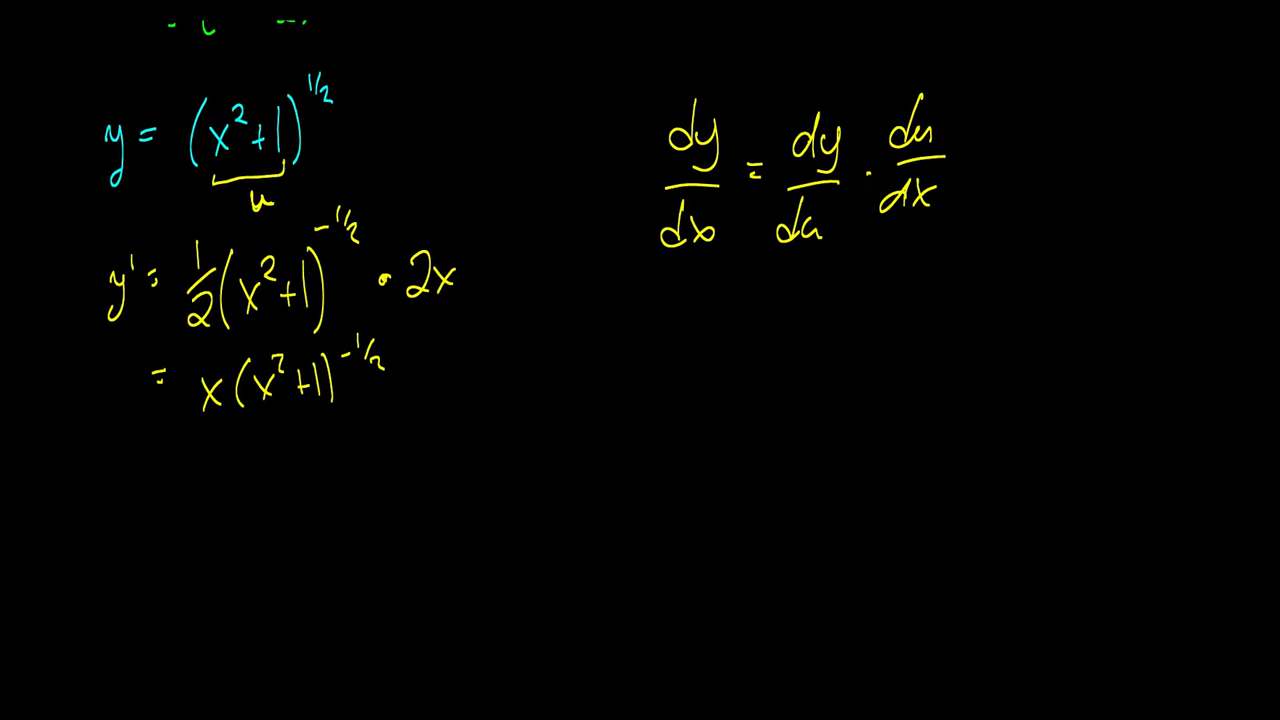 y = (x²+1)^1/2
u
y' = 1/2 (x²+1)^-1/2 · 2x
= x(x²+1)^-1/2
dy/dx = dy/du · du/dx